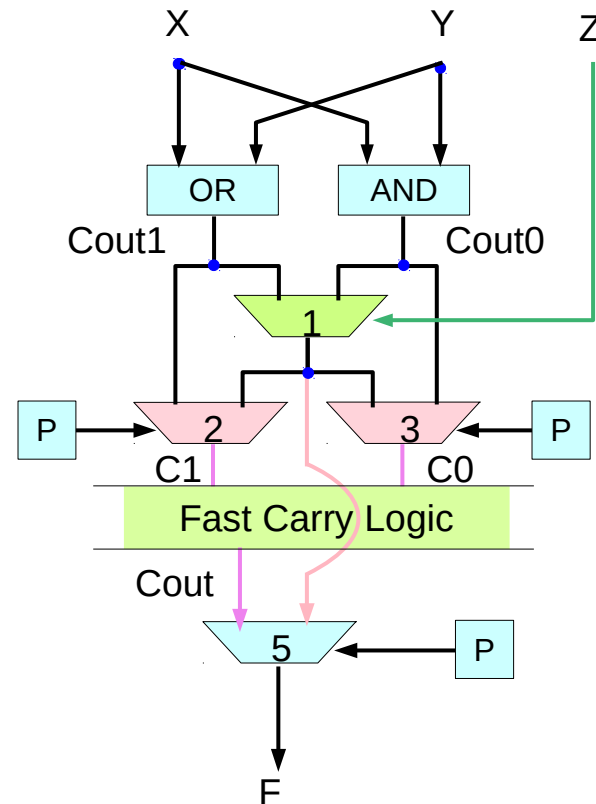 X Y Z
OR AND
Cout1 Cout0
1
P 2 3 P
C1 C0
Fast Carry Logic
Cout
5 P
F